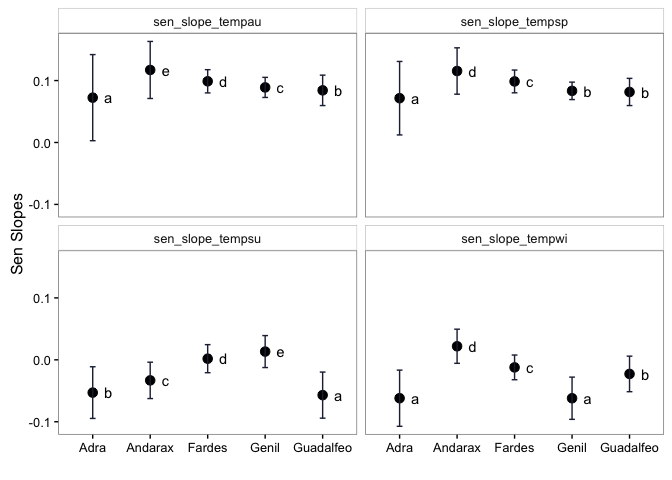 sen_slope_tempau
sen_slope_tempsp
0.1
0.0
-0.1
a
e
d
c
b
a
d
c
b
b
Sen Slopes
sen_slope_tempsu
sen_slope_tempwi
0.1
0.0
-0.1
b
c
d
e
a
a
d
c
a
b
Adra Andarax Fardes Genil Guadalfeo
Adra Andarax Fardes Genil Guadalfeo